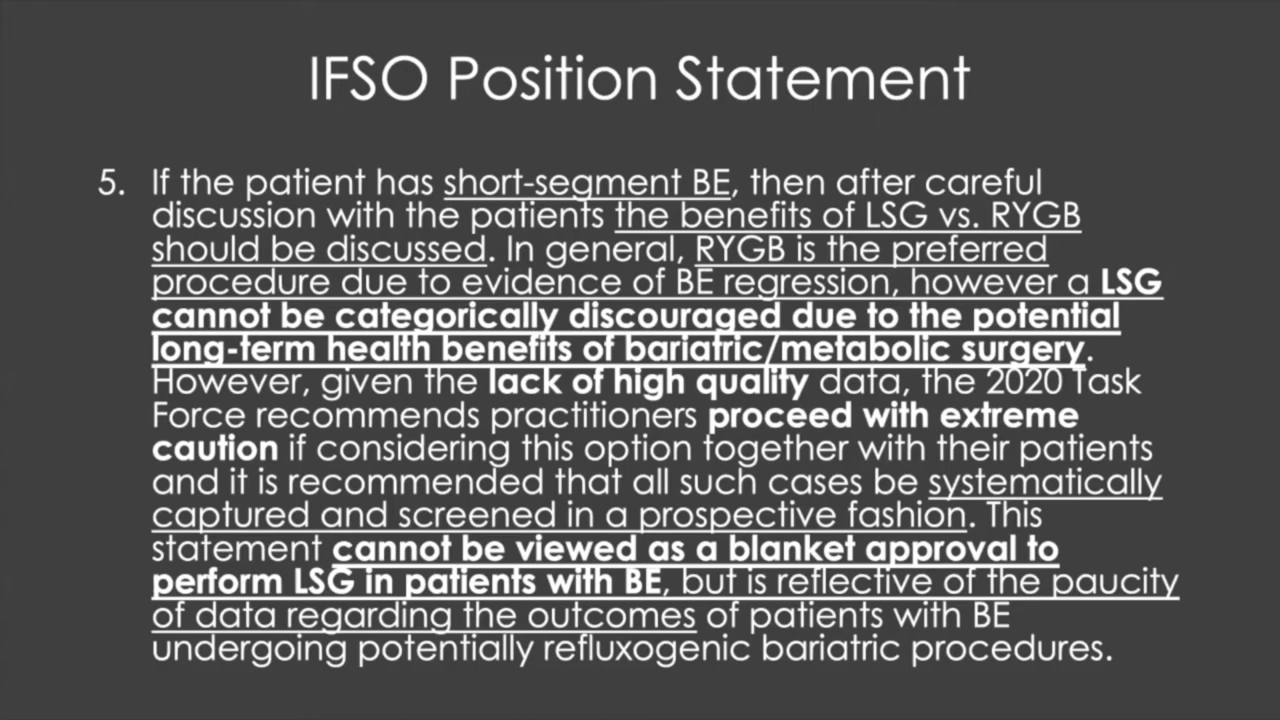 IFSO Position Statement
5. If the patient has short-segment BE, then after careful
discussion with the patients the benefits of LSG vs. RYGB
should be discussed. In general, RYGB is the preferred
procedure due to evidence of BE regression, however a LSG
cannot be categorically discouraged due to the potential
long-term health benefits of bariatric/metabolic surgery.
However, given the lack of high quality data, the 2020 Task
Force recommends practitioners proceed with extreme
caution if considering this option together with their patients
and it is recommended that all such cases be systematically
captured and screened in a prospective fashion. This
statement cannot be viewed as a blanket approval to
perform LSG in patients with BE, but is reflective of the paucity
of data regarding the outcomes of patients with BE
undergoing potentially refluxogenic bariatric procedures.